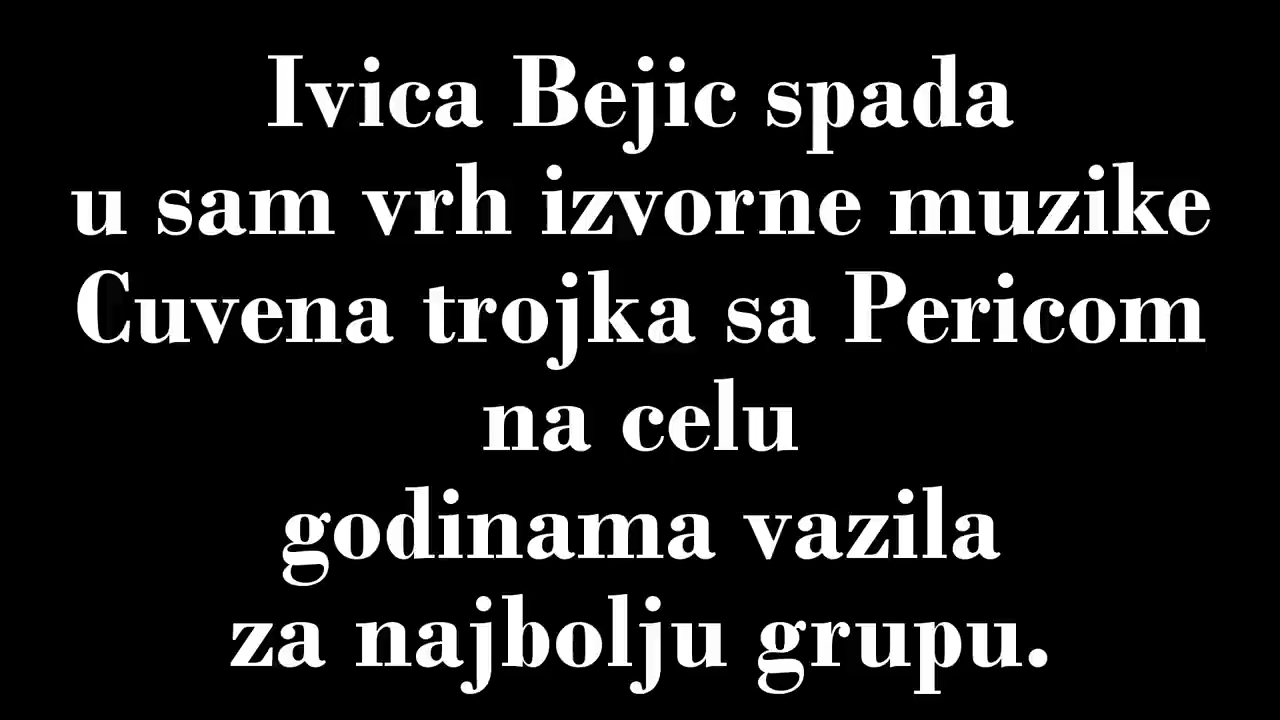 Ivica Bejic spada
u sam vrh izvorne muzike
Cuvena trojka sa Pericom
na celu
godinama vazila
za najbolju grupu.